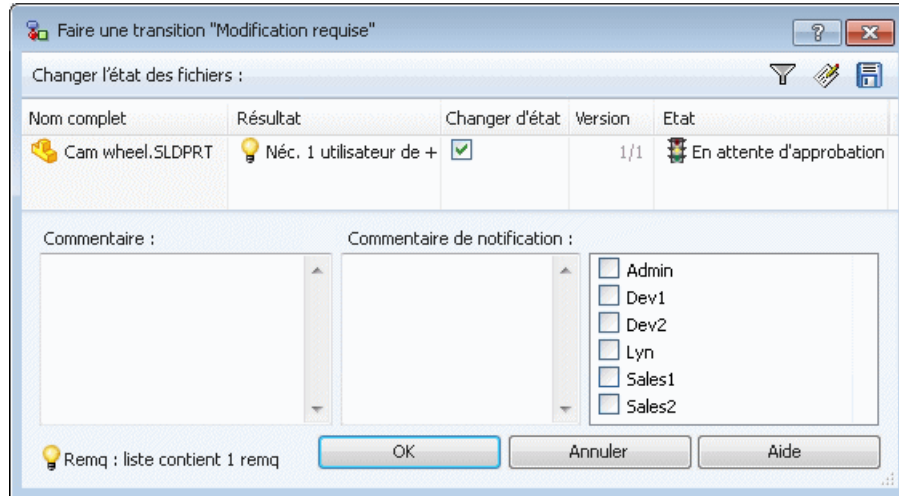 Faire une transition "Modification requise"
Changer l'état des fichiers :
Nom complet Résultat Changer d'état Version Etat
Cam wheel.SLDPRT Néc. 1 utilisateur de + 1/1 En attente d'approbation
Commentaire : Commentaire de notification :
Admin
Dev1
Dev2
Lyn
Sales1
Sales2
Remq : liste contient 1 remq OK Annuler Aide